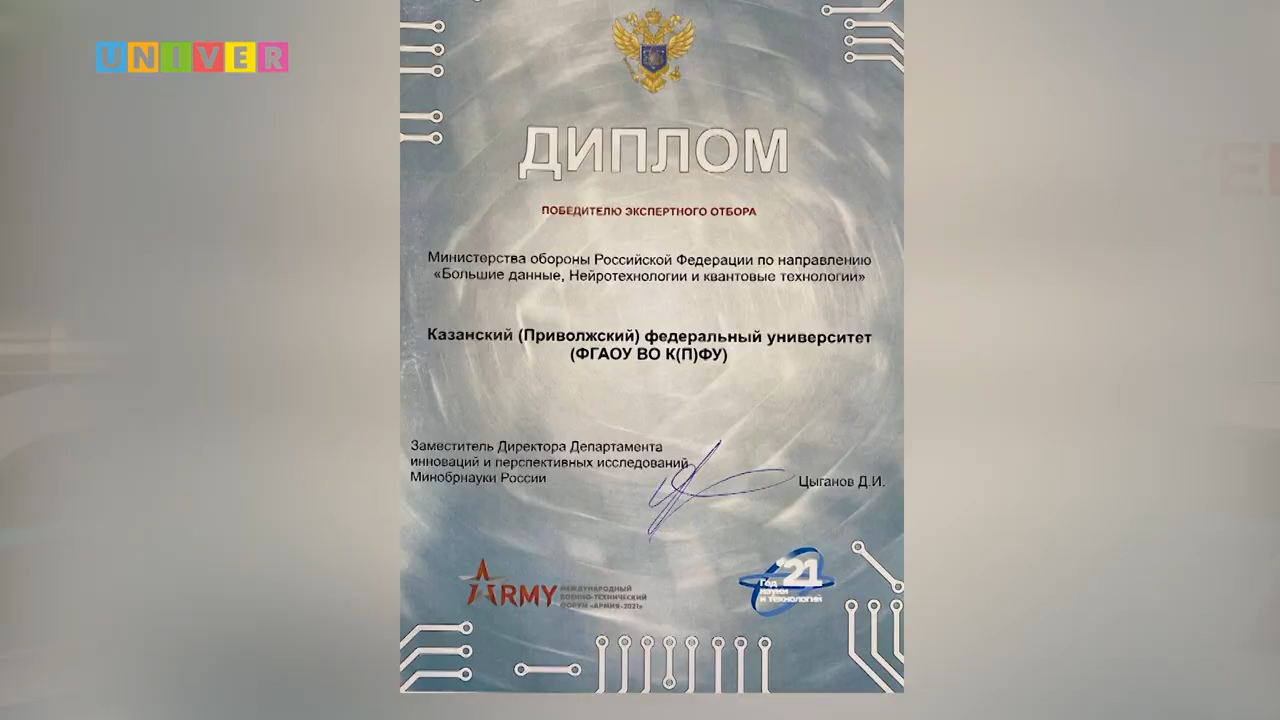 UNIVER
ДИПЛОМ
ПОБЕДИТЕЛЮ ЭКСПЕРТНОГО ОТБОРА
Министерства обороны Российской Федерации по направлению
«Большие данные, Нейротехнологии и квантовые технологии»
Казанский (Приволжский) федеральный университет
(ФГАОУ ВО К(П)ФУ)
Заместитель Директора Департамента
инноваций и перспективных исследований
Минобрнауки России
Цыганов Д.И.
ARMY
МЕЖДУНАРОДНЫЙ
ВОЕННО-ТЕХНИЧЕСКИЙ
ФОРУМ «АРМИЯ-2021»
'21
Год
науки
и технологий